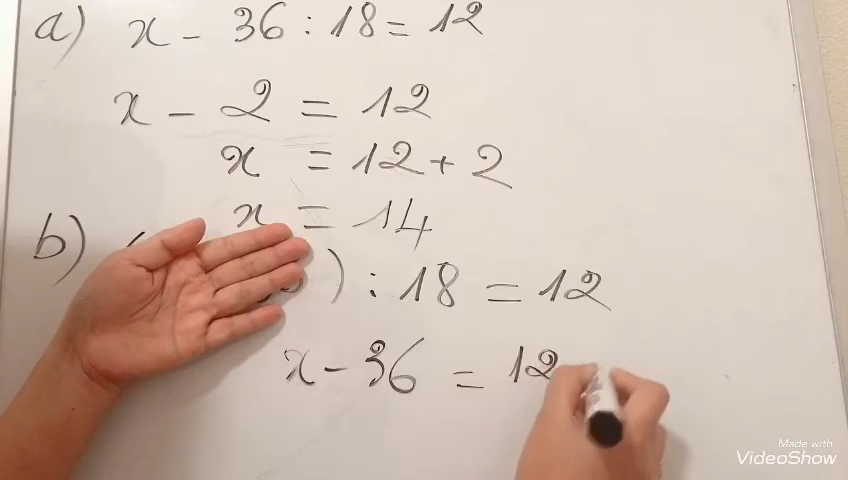 a) x - 36 : 18 = 12
x - 2 = 12
x = 12 + 2
x = 14
b) ( ) : 18 = 12
x - 36 = 12
Made with
VideoShow